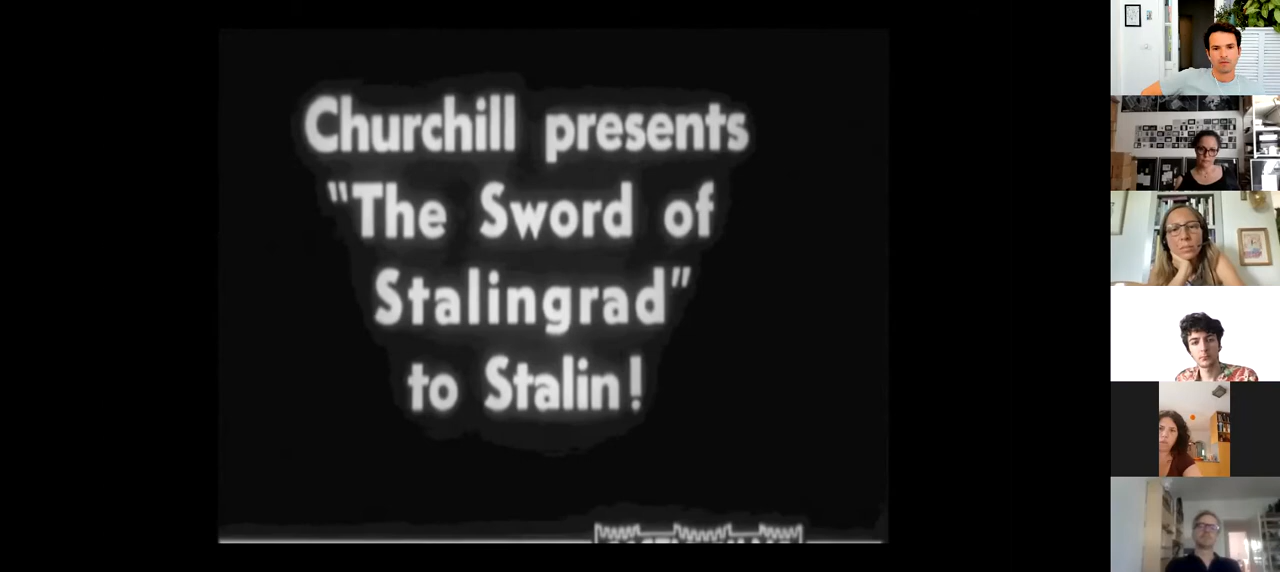 Churchill presents
"The Sword of
Stalingrad"
to Stalin!